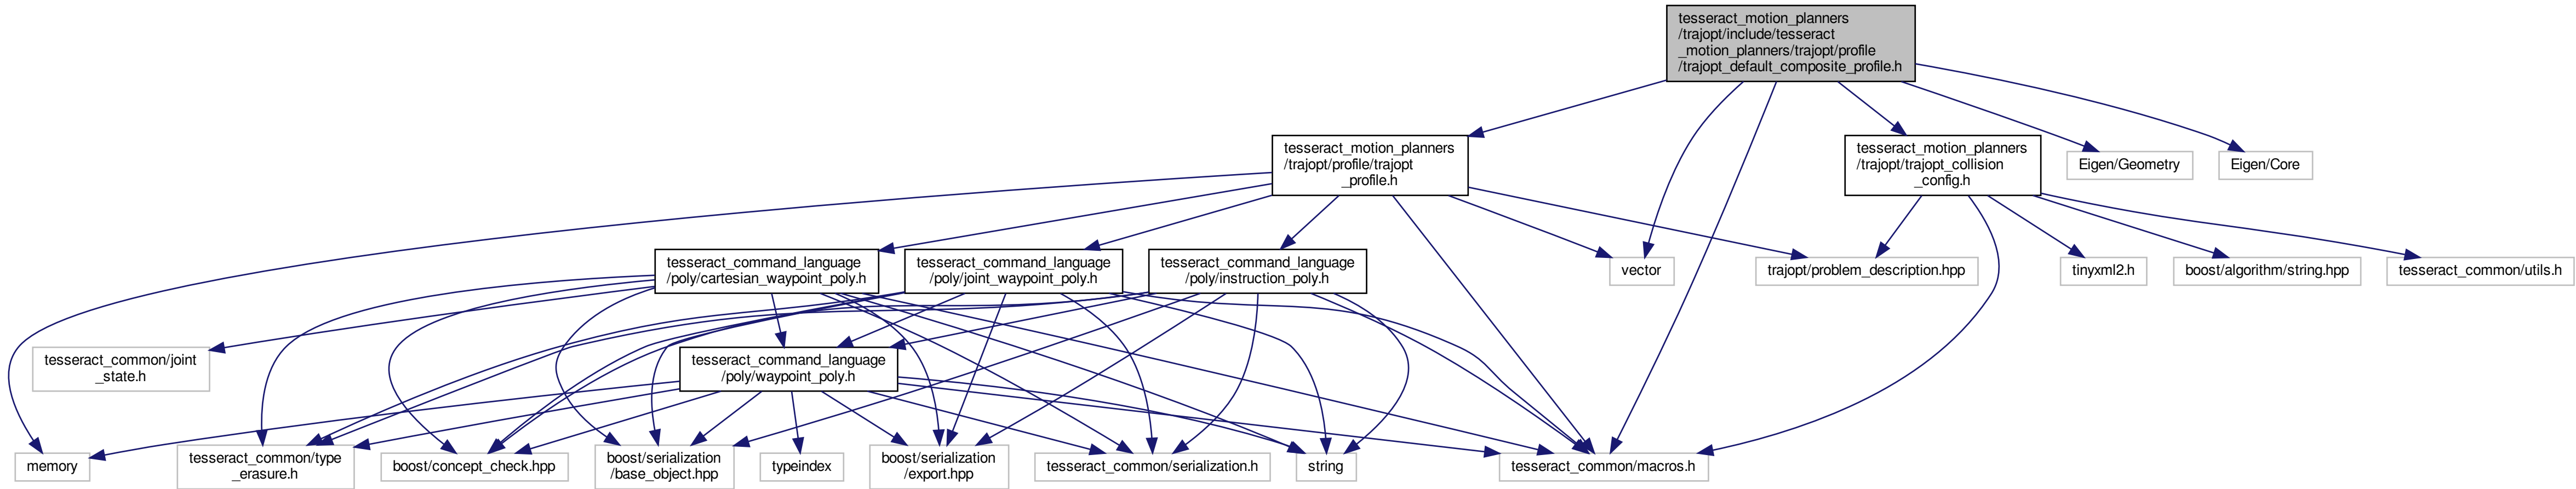 tesseract_motion_planners
/trajopt/include/tesseract
_motion_planners/trajopt/profile
/trajopt_default_composite_profile.h
tesseract_motion_planners
/trajopt/profile/trajopt
_profile.h
tesseract_motion_planners
/trajopt/trajopt_collision
_config.h
Eigen/Geometry
Eigen/Core
tesseract_command_language
/poly/cartesian_waypoint_poly.h
tesseract_command_language
/poly/joint_waypoint_poly.h
tesseract_command_language
/poly/instruction_poly.h
vector
trajopt/problem_description.hpp
tinyxml2.h
boost/algorithm/string.hpp
tesseract_common/utils.h
tesseract_common/joint
_state.h
tesseract_command_language
/poly/waypoint_poly.h
memory
tesseract_common/type
_erasure.h
boost/concept_check.hpp
boost/serialization
/base_object.hpp
typeindex
boost/serialization
/export.hpp
tesseract_common/serialization.h
string
tesseract_common/macros.h